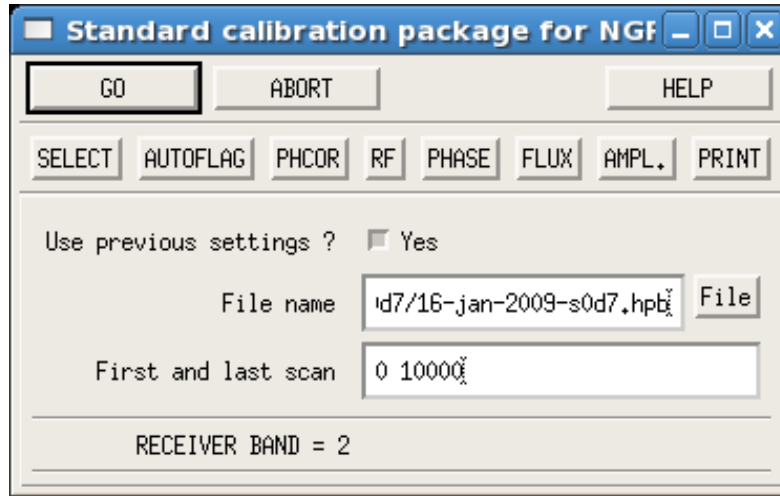 Standard calibration package for NGR
GO ABORT HELP
SELECT AUTOFLAG PHCOR RF PHASE FLUX AMPL. PRINT
Use previous settings ? Yes
File name d7/16-jan-2009-s0d7.hpb File
First and last scan 0 10000
RECEIVER BAND = 2